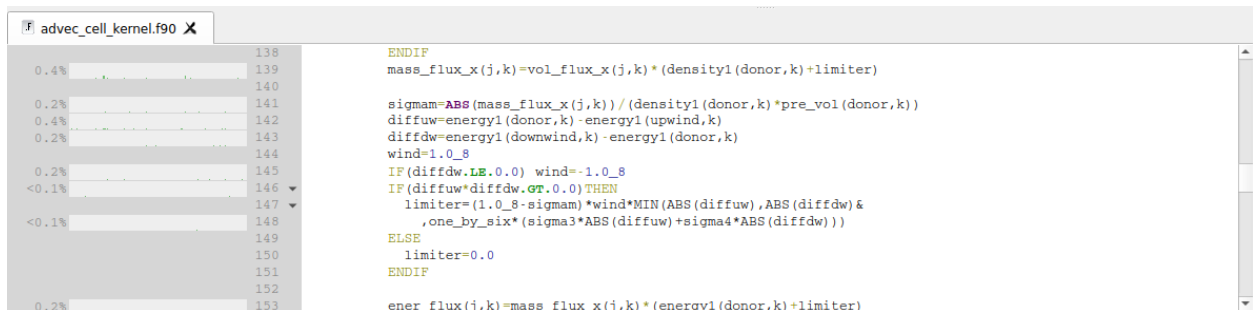 advec_cell_kernel.f90 X
138 ENDIF
0.4% 139 mass_flux_x(j,k)=vol_flux_x(j,k)*(density1(donor,k)+limiter)
140
0.2% 141 sigmam=ABS(mass_flux_x(j,k))/(density1(donor,k)*pre_vol(donor,k))
0.4% 142 diffuw=energy1(donor,k)-energy1(upwind,k)
0.2% 143 diffdw=energy1(downwind,k)-energy1(donor,k)
144 wind=1.0_8
0.2% 145 IF(diffdw.LE.0.0) wind=-1.0_8
<0.1% 146 IF(diffuw*diffdw.GT.0.0)THEN
147 limiter=(1.0_8-sigmam)*wind*MIN(ABS(diffuw),ABS(diffdw)&
<0.1% 148 ,one_by_six*(sigma3*ABS(diffuw)+sigma4*ABS(diffdw)))
149 ELSE
150 limiter=0.0
151 ENDIF
152
0.2% 153 ener_flux(j,k)=mass_flux_x(j,k)*(energy1(donor,k)+limiter)